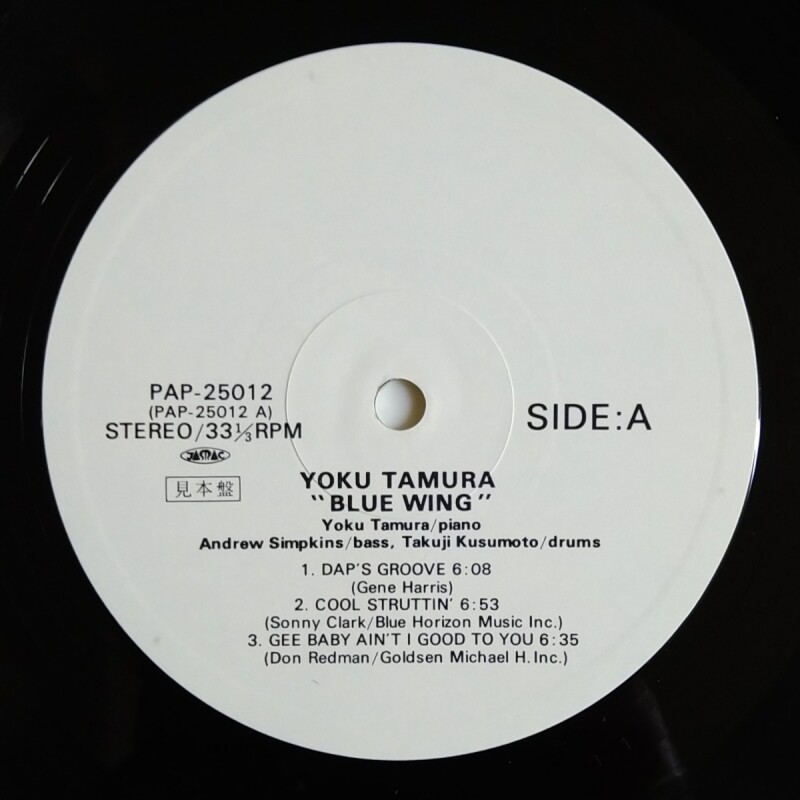 PAP-25012
(PAP-25012 A)
STEREO/33⅓RPM
JASRAC
見本盤
SIDE:A
YOKU TAMURA
"BLUE WING"
Yoku Tamura/piano
Andrew Simpkins/bass, Takuji Kusumoto/drums
1. DAP'S GROOVE 6:08
(Gene Harris)
2. COOL STRUTTIN' 6:53
(Sonny Clark/Blue Horizon Music Inc.)
3. GEE BABY AIN'T I GOOD TO YOU 6:35
(Don Redman/Goldsen Michael H. Inc.)